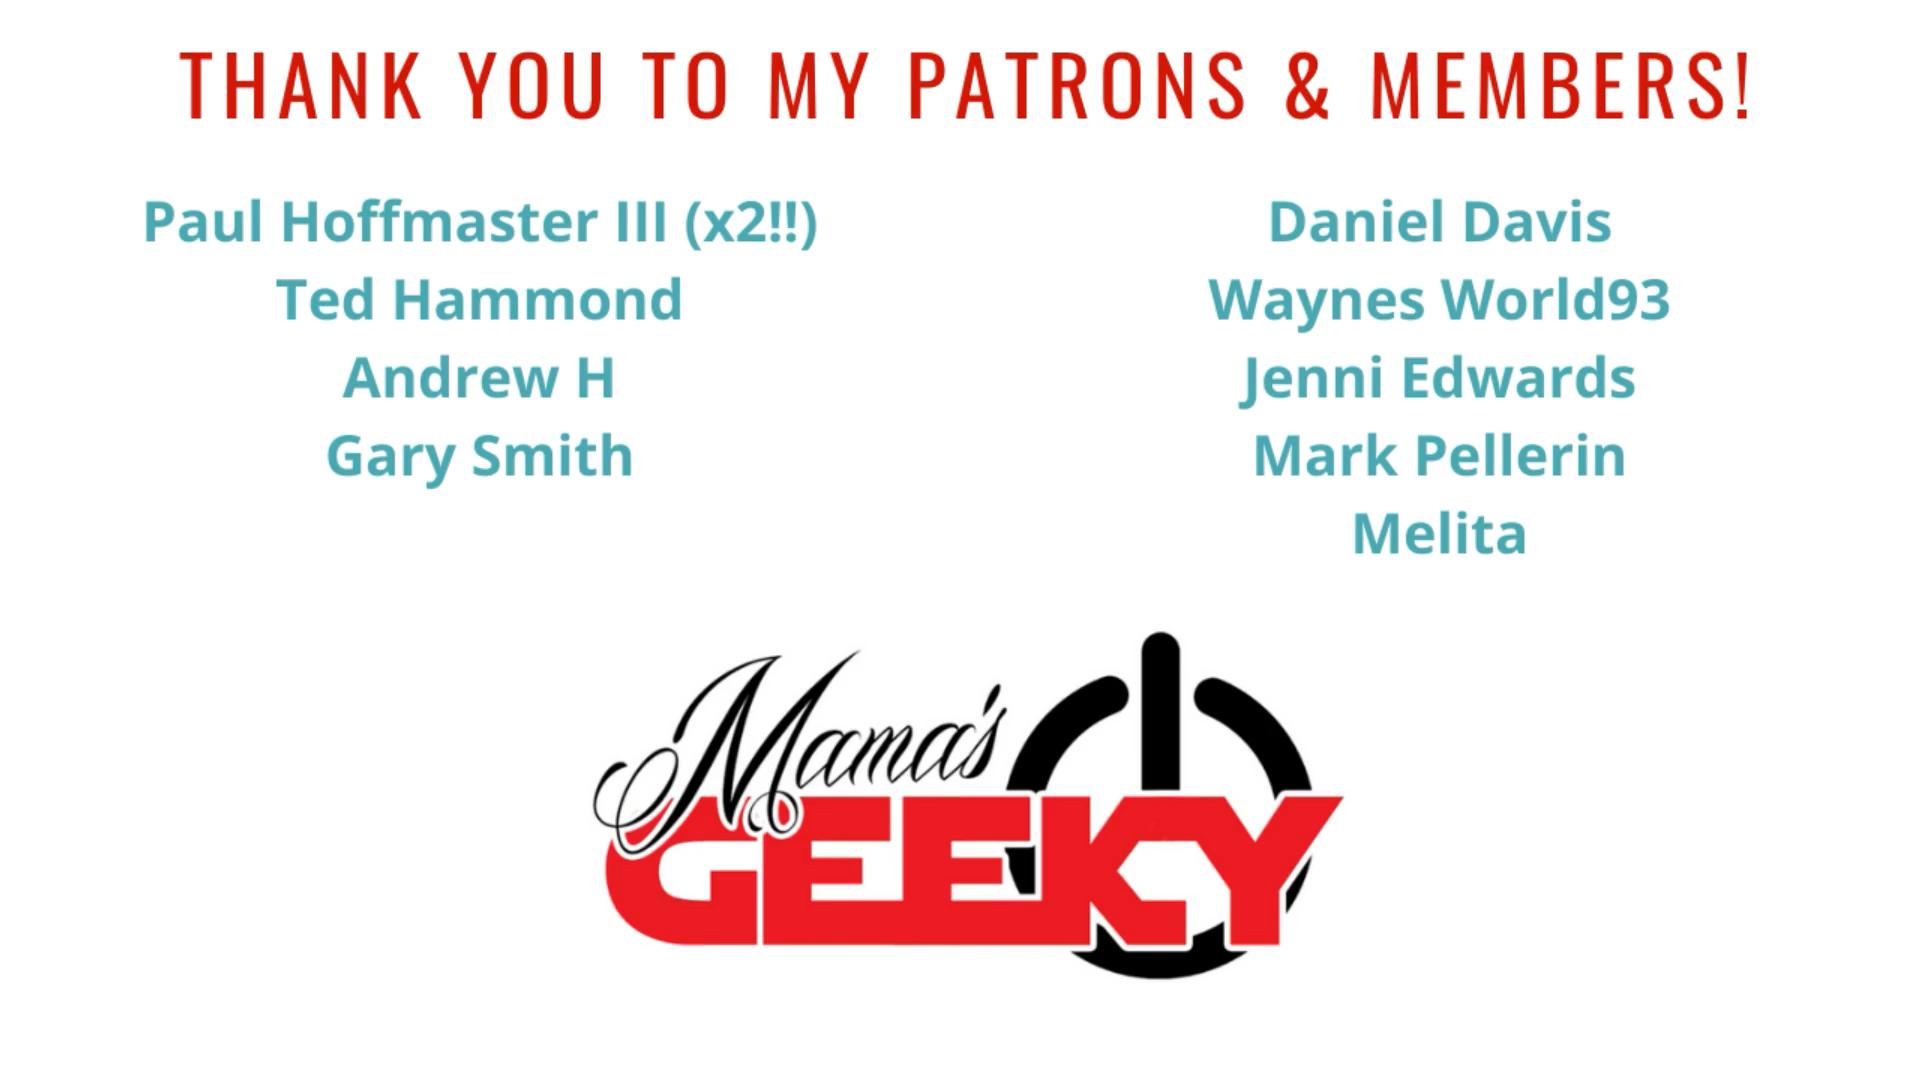 THANK YOU TO MY PATRONS & MEMBERS!
Paul Hoffmaster III (x2!!)
Ted Hammond
Andrew H
Gary Smith
Daniel Davis
Waynes World93
Jenni Edwards
Mark Pellerin
Melita
Mama's
GEEKY